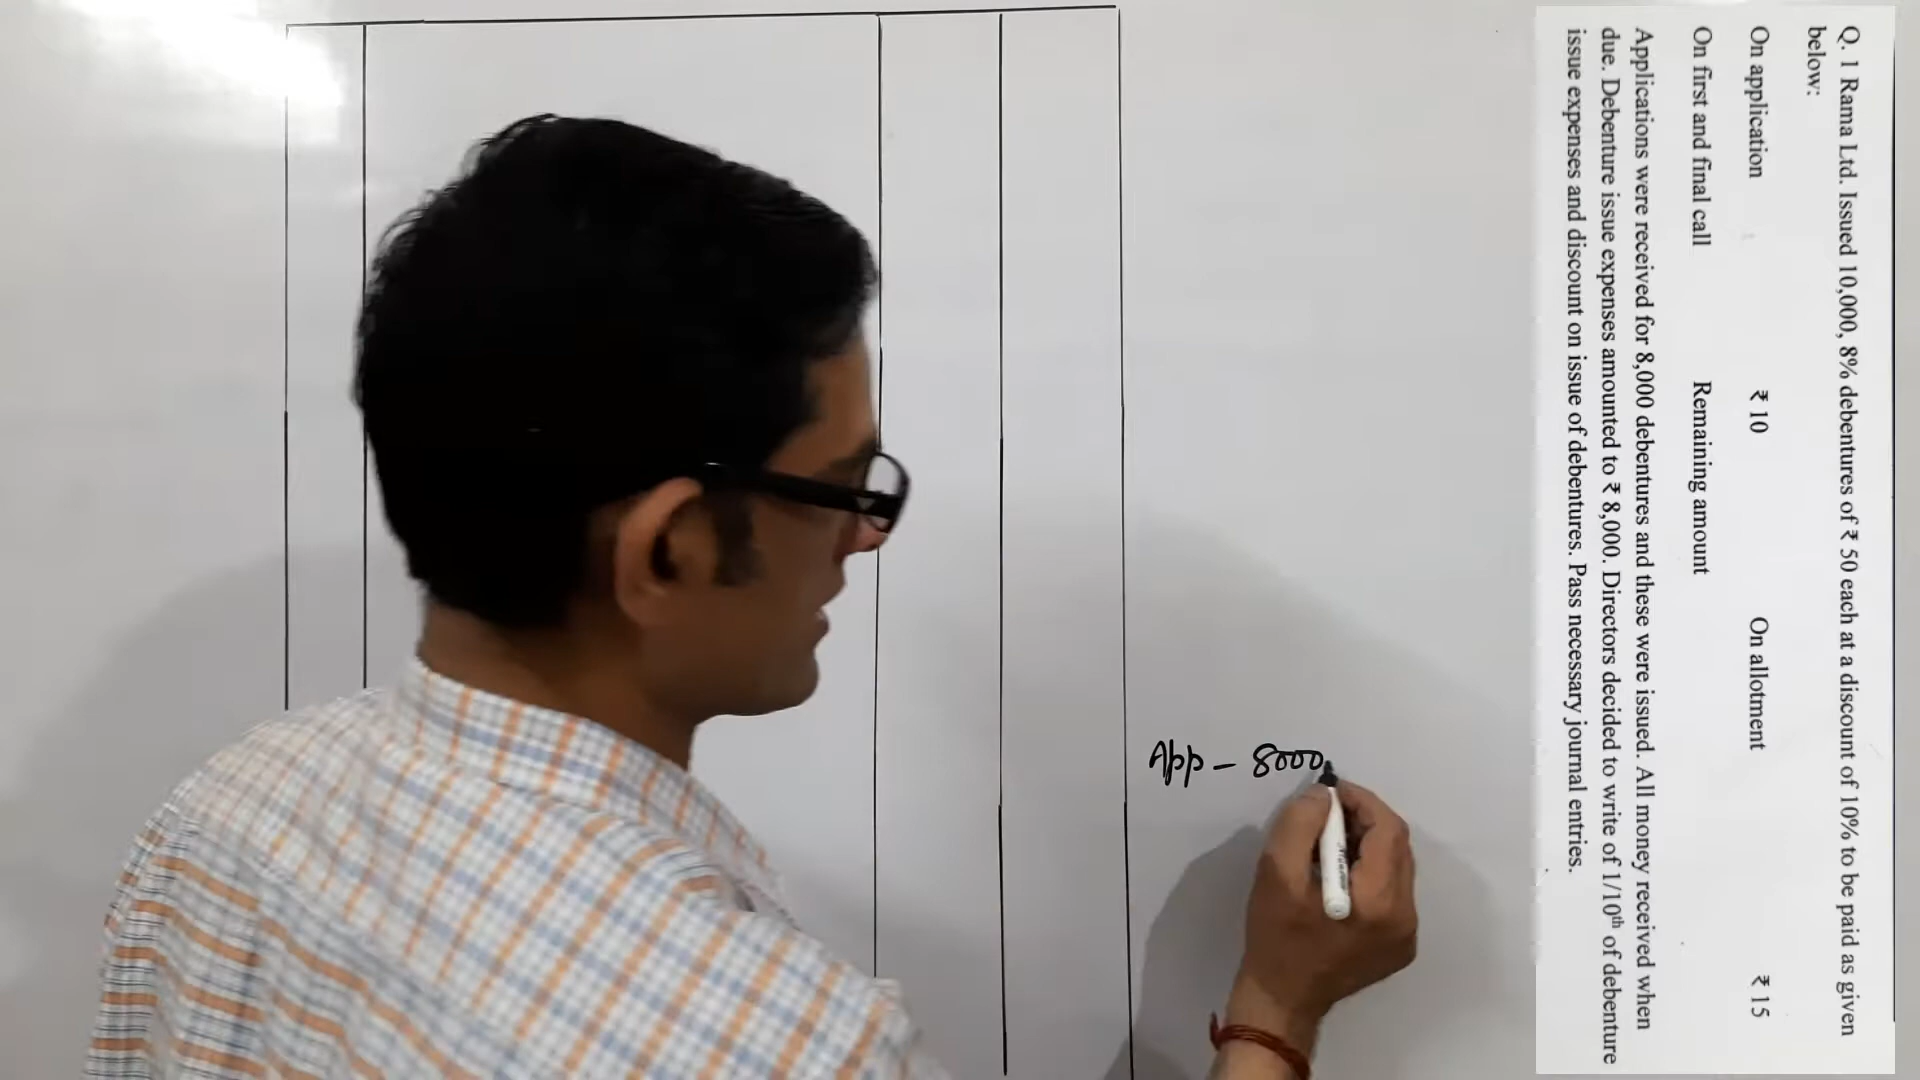 Q. 1 Rama Ltd. Issued 10,000, 8% debentures of ₹ 50 each at a discount of 10% to be paid as given
below:
On application ₹ 10 On allotment ₹ 15
On first and final call Remaining amount
Applications were received for 8,000 debentures and these were issued. All money received when
due. Debenture issue expenses amounted to ₹ 8,000. Directors decided to write of 1/10th of debenture
issue expenses and discount on issue of debentures. Pass necessary journal entries.
App – 8000